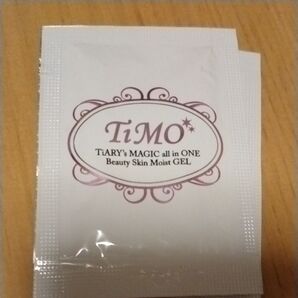 TiMO
TiARY's MAGIC all in ONE
Beauty Skin Moist GEL